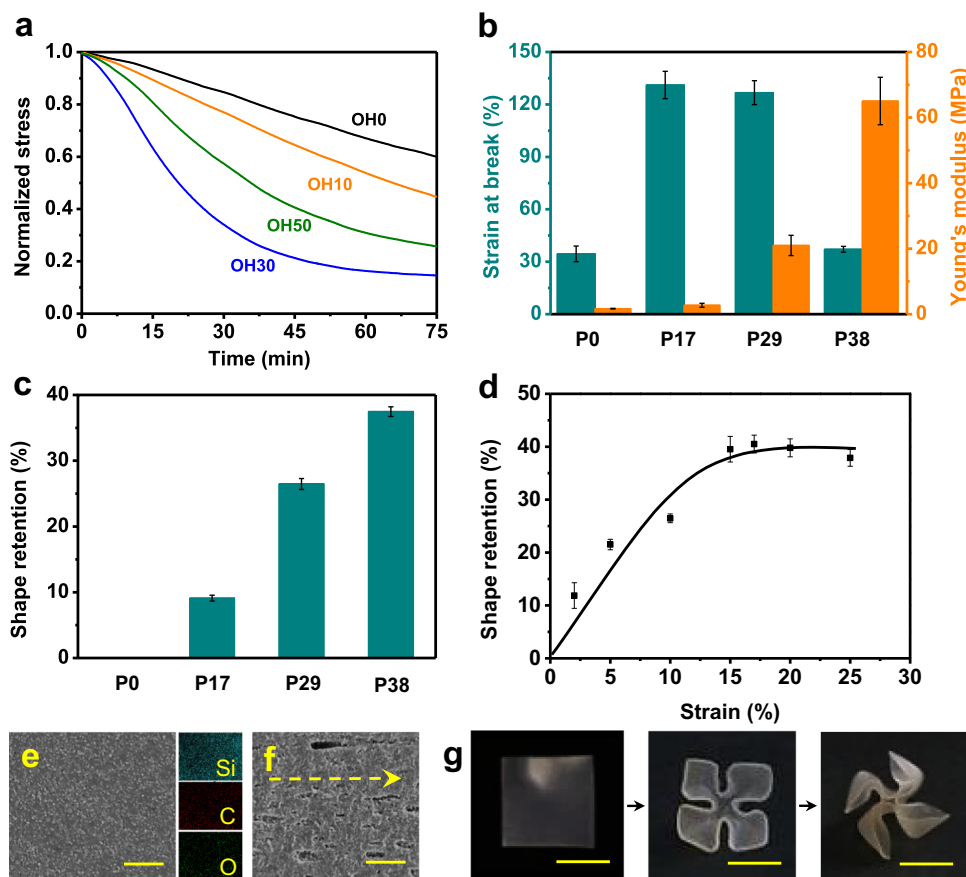 a
1.0
0.8
0.6
0.4
0.2
0.0
Normalized stress
OH0
OH10
OH50
OH30
0 15 30 45 60 75
Time (min)
b
150
120
90
60
30
0
Strain at break (%)
80
60
40
20
0
Young's modulus (MPa)
P0 P17 P29 P38
c
40
30
20
10
0
Shape retention (%)
P0 P17 P29 P38
d
50
40
30
20
10
0
Shape retention (%)
0 5 10 15 20 25 30
Strain (%)
e
Si
C
O
f
g